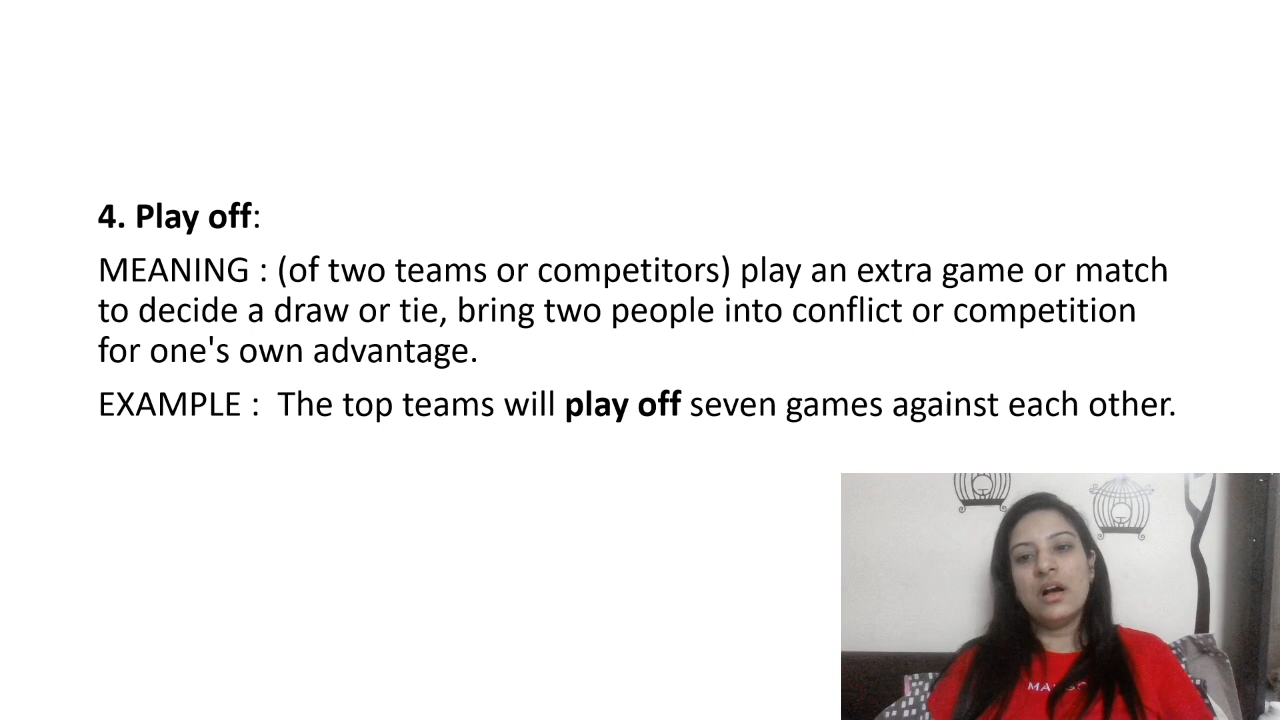 4. Play off:
MEANING : (of two teams or competitors) play an extra game or match
to decide a draw or tie, bring two people into conflict or competition
for one's own advantage.
EXAMPLE :  The top teams will play off seven games against each other.